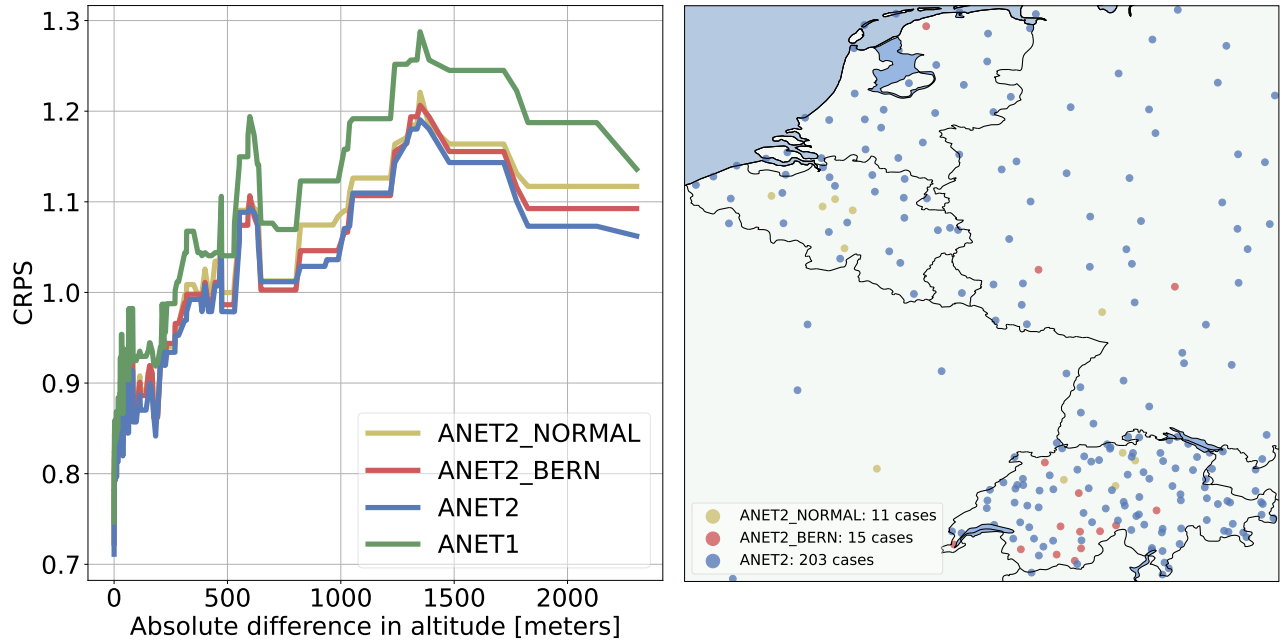 1.3
1.2
1.1
1.0
0.9
0.8
0.7
CRPS
0
500
1000
1500
2000
Absolute difference in altitude [meters]
ANET2_NORMAL
ANET2_BERN
ANET2
ANET1
ANET2_NORMAL: 11 cases
ANET2_BERN: 15 cases
ANET2: 203 cases